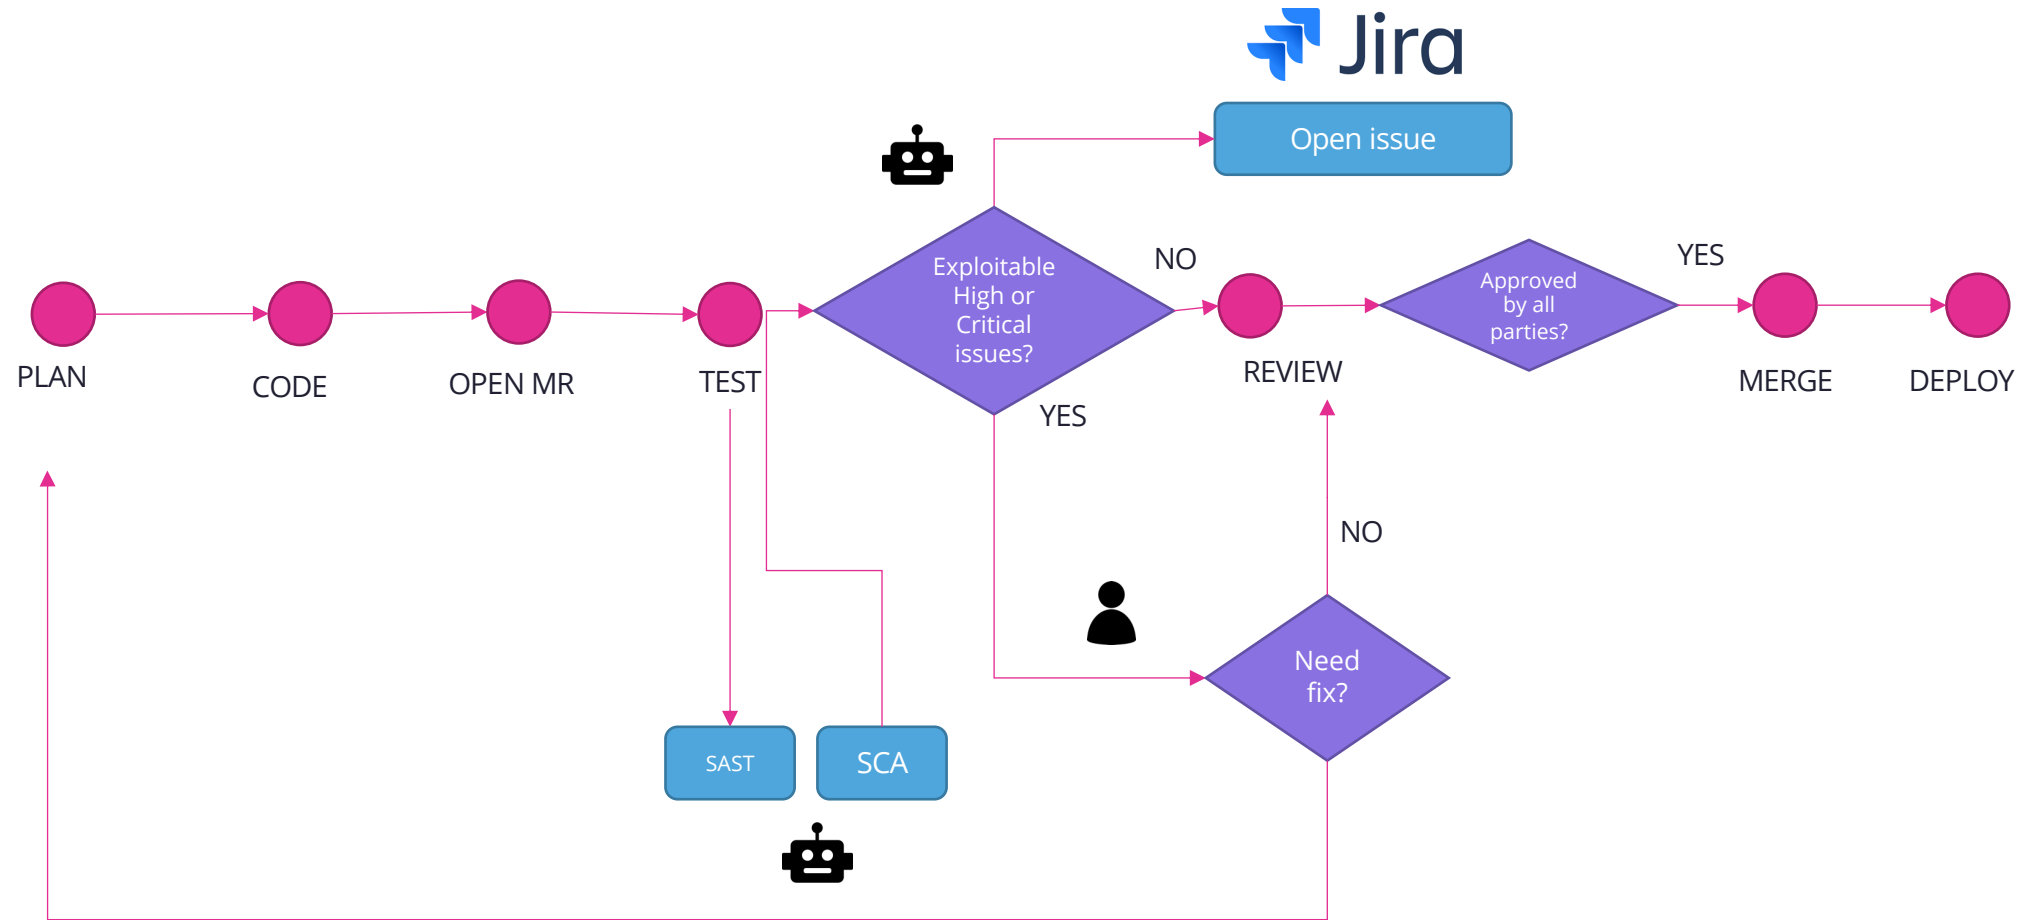 Jira
Open issue
Exploitable
High or
Critical
issues?
NO
YES
Approved
by all
parties?
YES
PLAN
CODE
OPEN MR
TEST
REVIEW
MERGE
DEPLOY
NO
Need
fix?
SAST
SCA